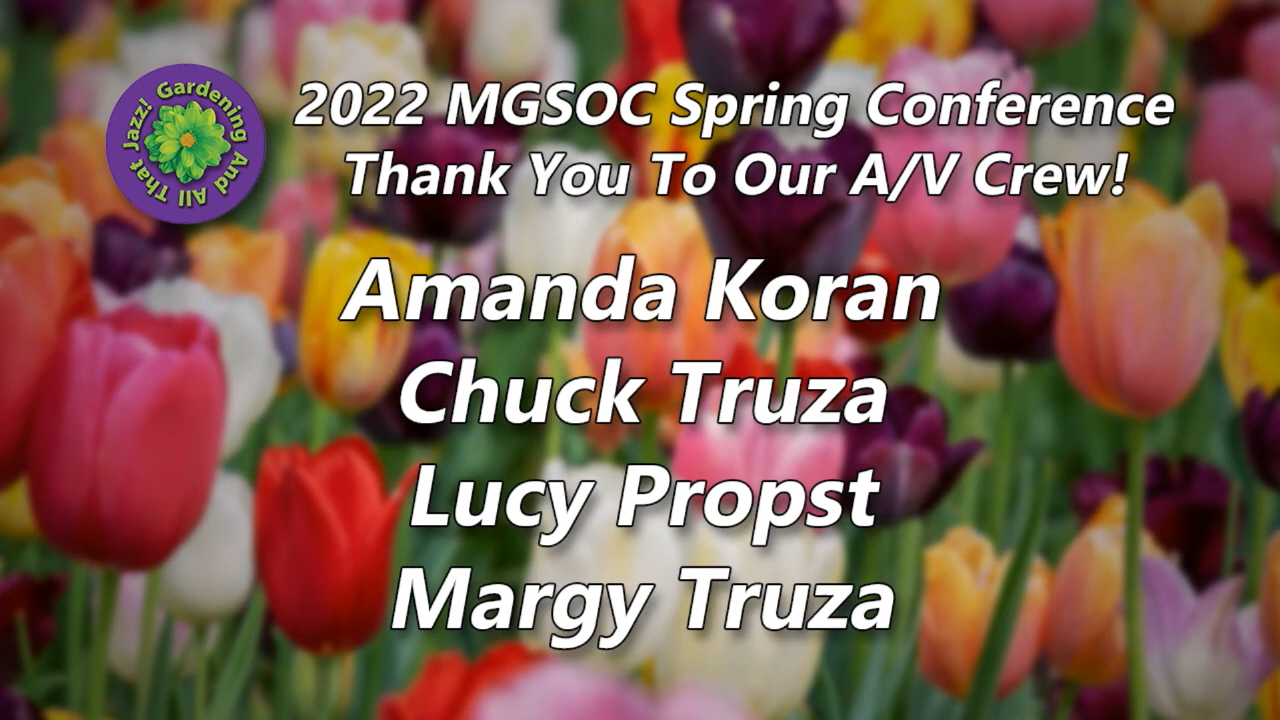 Gardening And All That Jazz!
2022 MGSOC Spring Conference
Thank You To Our A/V Crew!
Amanda Koran
Chuck Truza
Lucy Propst
Margy Truza